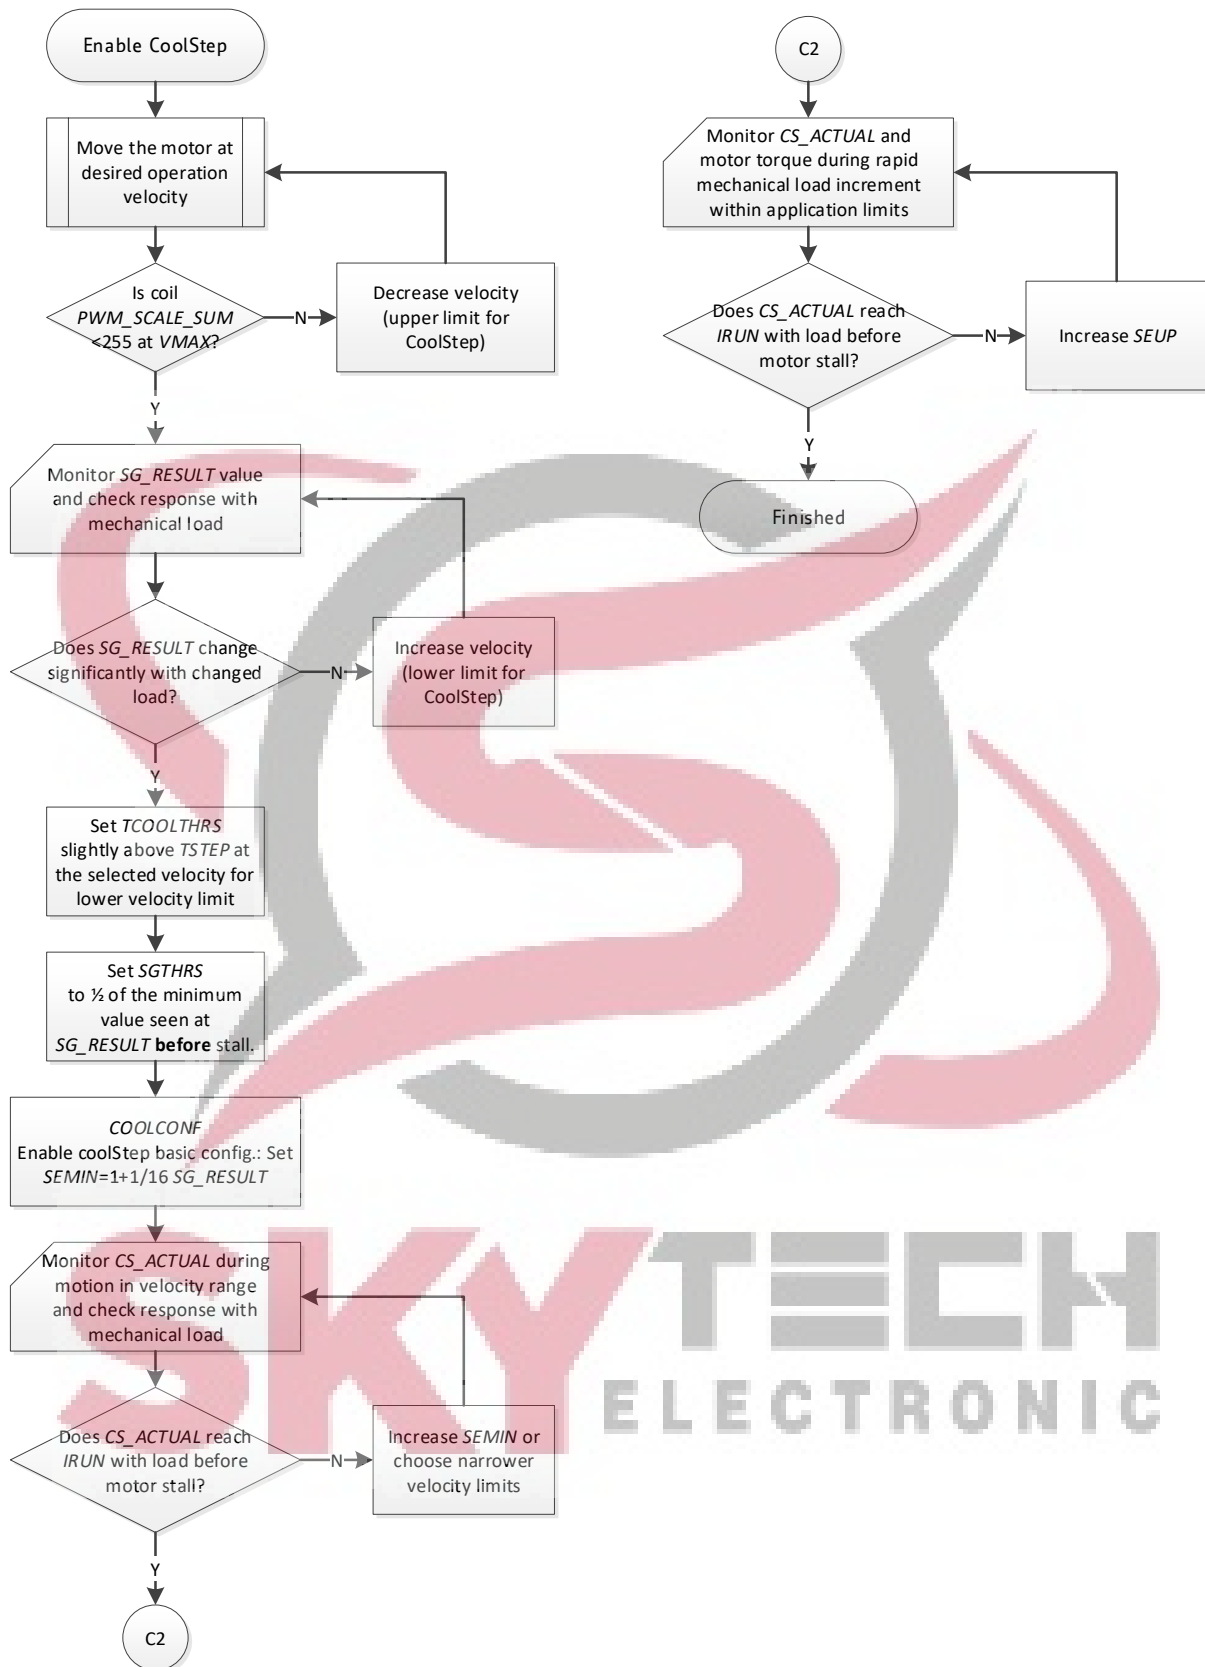 Enable CoolStep
Move the motor at
desired operation
velocity
Is coil
PWM_SCALE_SUM
<255 at VMAX?
N
Decrease velocity
(upper limit for
CoolStep)
Y
Monitor SG_RESULT value
and check response with
mechanical load
Does SG_RESULT change
significantly with changed
load?
N
Increase velocity
(lower limit for
CoolStep)
Y
Set TCOOLTHRS
slightly above TSTEP at
the selected velocity for
lower velocity limit
Set SGTHRS
to ½ of the minimum
value seen at
SG_RESULT before stall.
COOLCONF
Enable coolStep basic config.: Set
SEMIN=1+1/16 SG_RESULT
Monitor CS_ACTUAL during
motion in velocity range
and check response with
mechanical load
Does CS_ACTUAL reach
IRUN with load before
motor stall?
N
Increase SEMIN or
choose narrower
velocity limits
Y
C2
C2
Monitor CS_ACTUAL and
motor torque during rapid
mechanical load increment
within application limits
Does CS_ACTUAL reach
IRUN with load before
motor stall?
N
Increase SEUP
Y
Finished
SKY TECH
ELECTRONIC